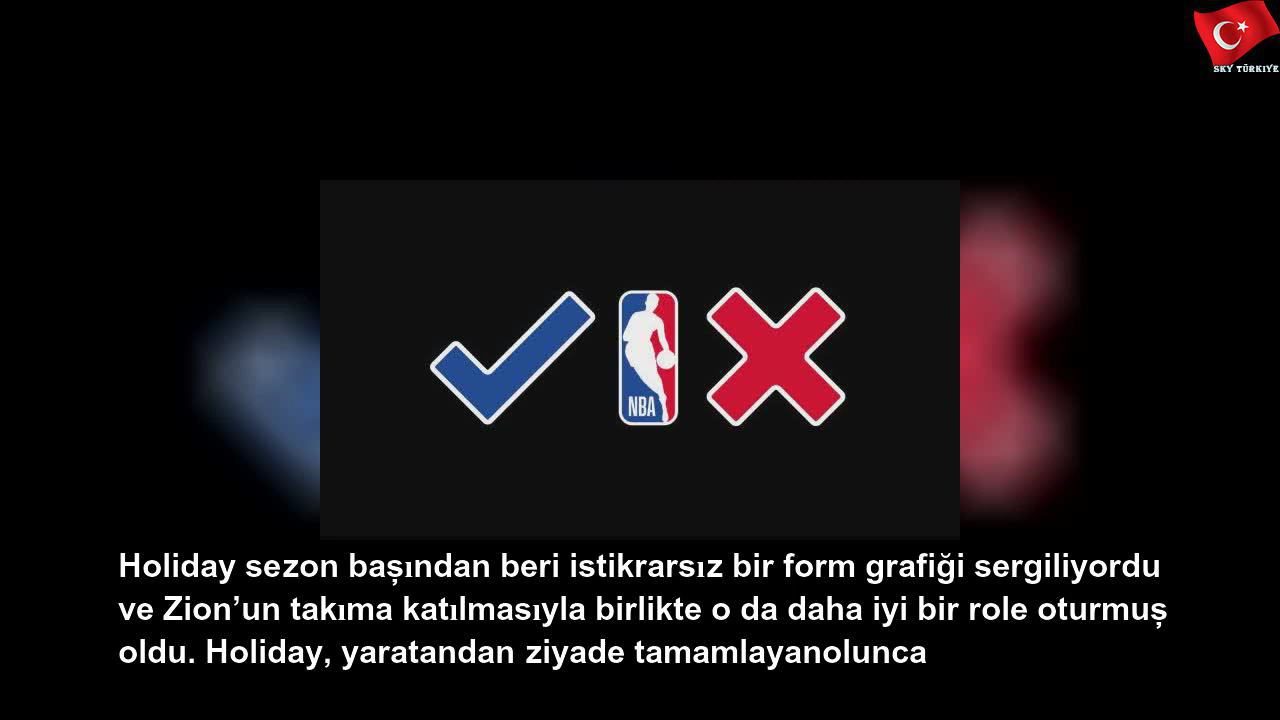 SKY TÜRKIYE
NBA
Holiday sezon başından beri istikrarsız bir form grafiği sergiliyordu
ve Zion’un takıma katılmasıyla birlikte o da daha iyi bir role oturmuş
oldu. Holiday, yaratandan ziyade tamamlayanolunca